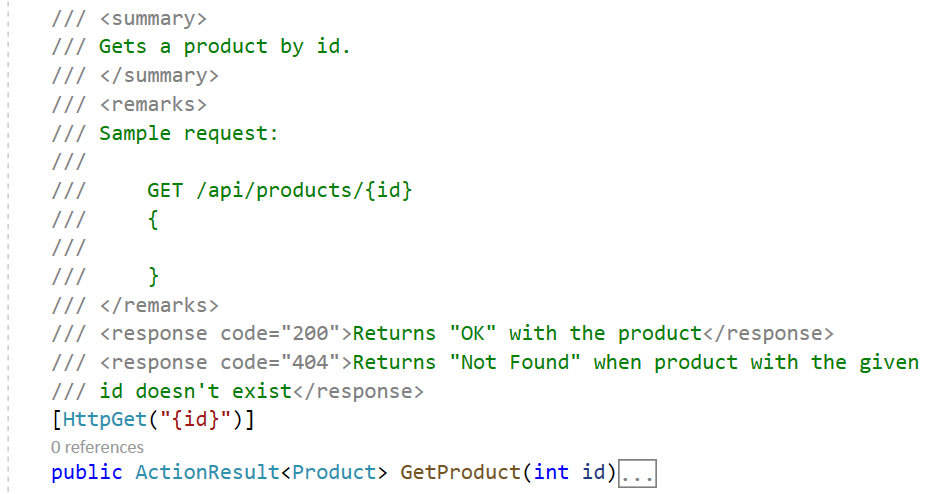 /// <summary>
/// Gets a product by id.
/// </summary>
/// <remarks>
/// Sample request:
///
///     GET /api/products/{id}
///     {
///
///     }
/// </remarks>
/// <response code="200">Returns "OK" with the product</response>
/// <response code="404">Returns "Not Found" when product with the given
/// id doesn't exist</response>
[HttpGet("{id}")]
0 references
public ActionResult<Product> GetProduct(int id)...